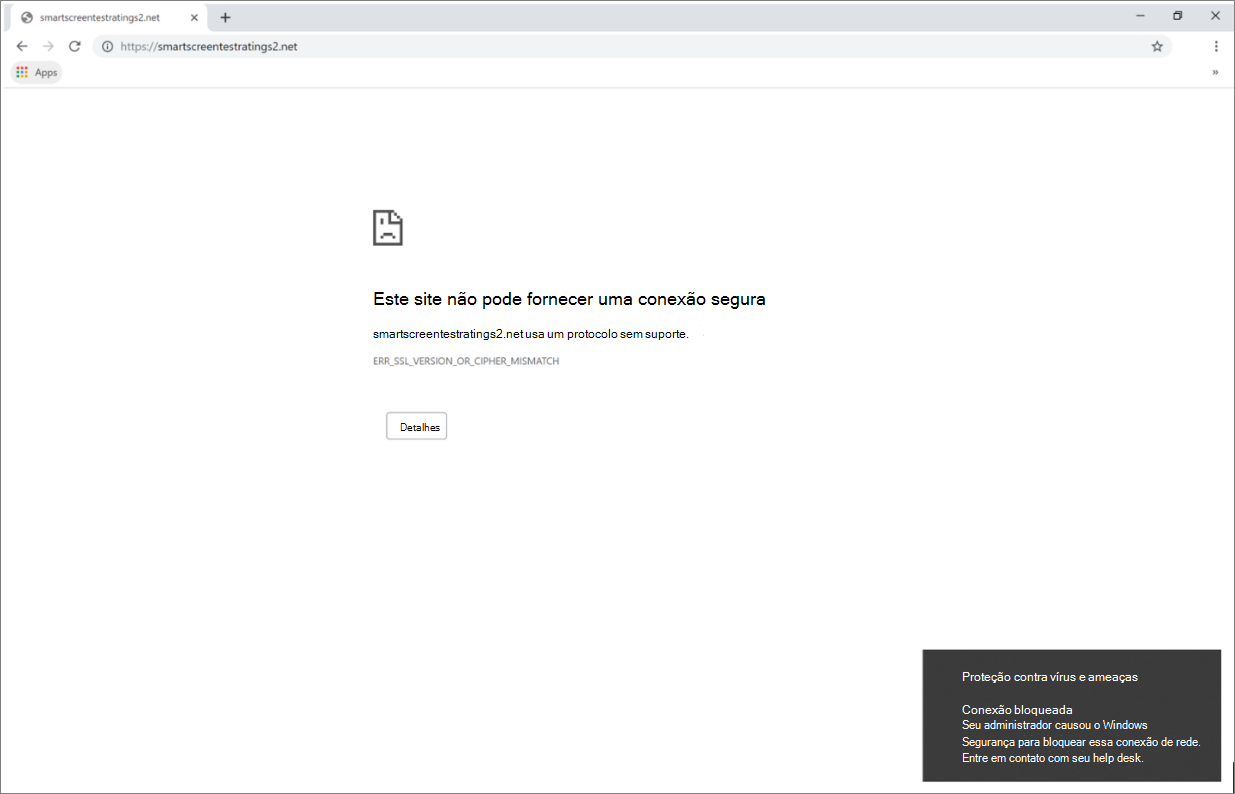 smartscreentestratings2.net
https://smartscreentestratings2.net
Apps
Este site não pode fornecer uma conexão segura
smartscreentestratings2.net usa um protocolo sem suporte.
ERR_SSL_VERSION_OR_CIPHER_MISMATCH
Detalhes
Proteção contra vírus e ameaças
Conexão bloqueada
Seu administrador causou o Windows
Segurança para bloquear essa conexão de rede.
Entre em contato com seu help desk.